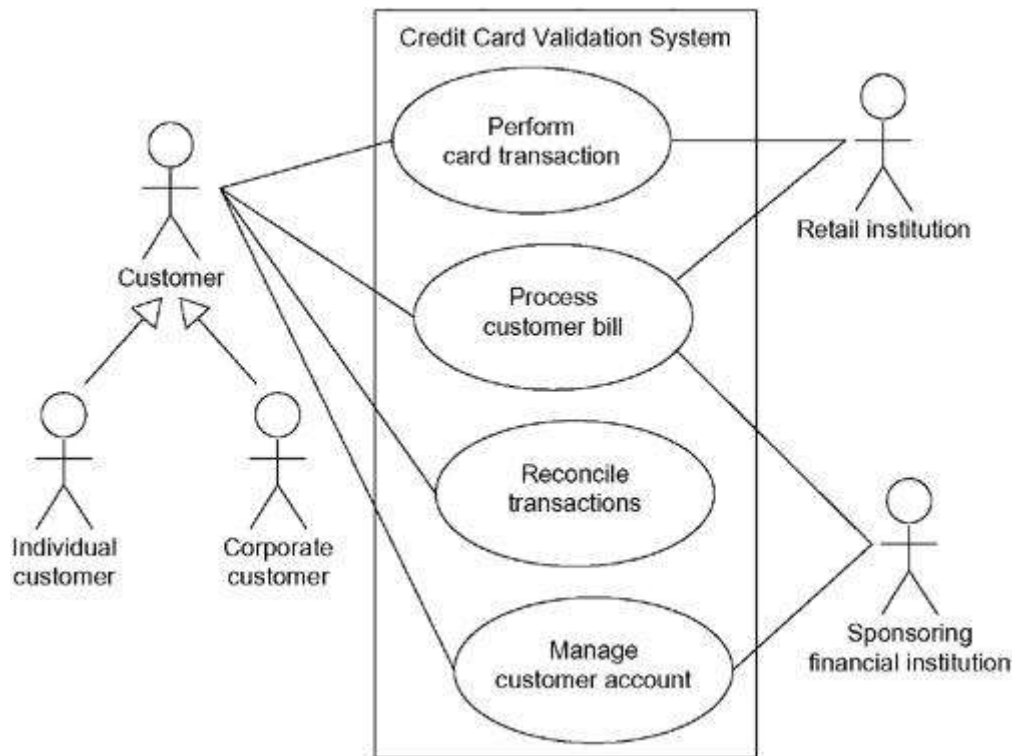 Credit Card Validation System
Perform
card transaction
Retail institution
Customer
Process
customer bill
Reconcile
transactions
Individual
customer
Corporate
customer
Manage
customer account
Sponsoring
financial institution